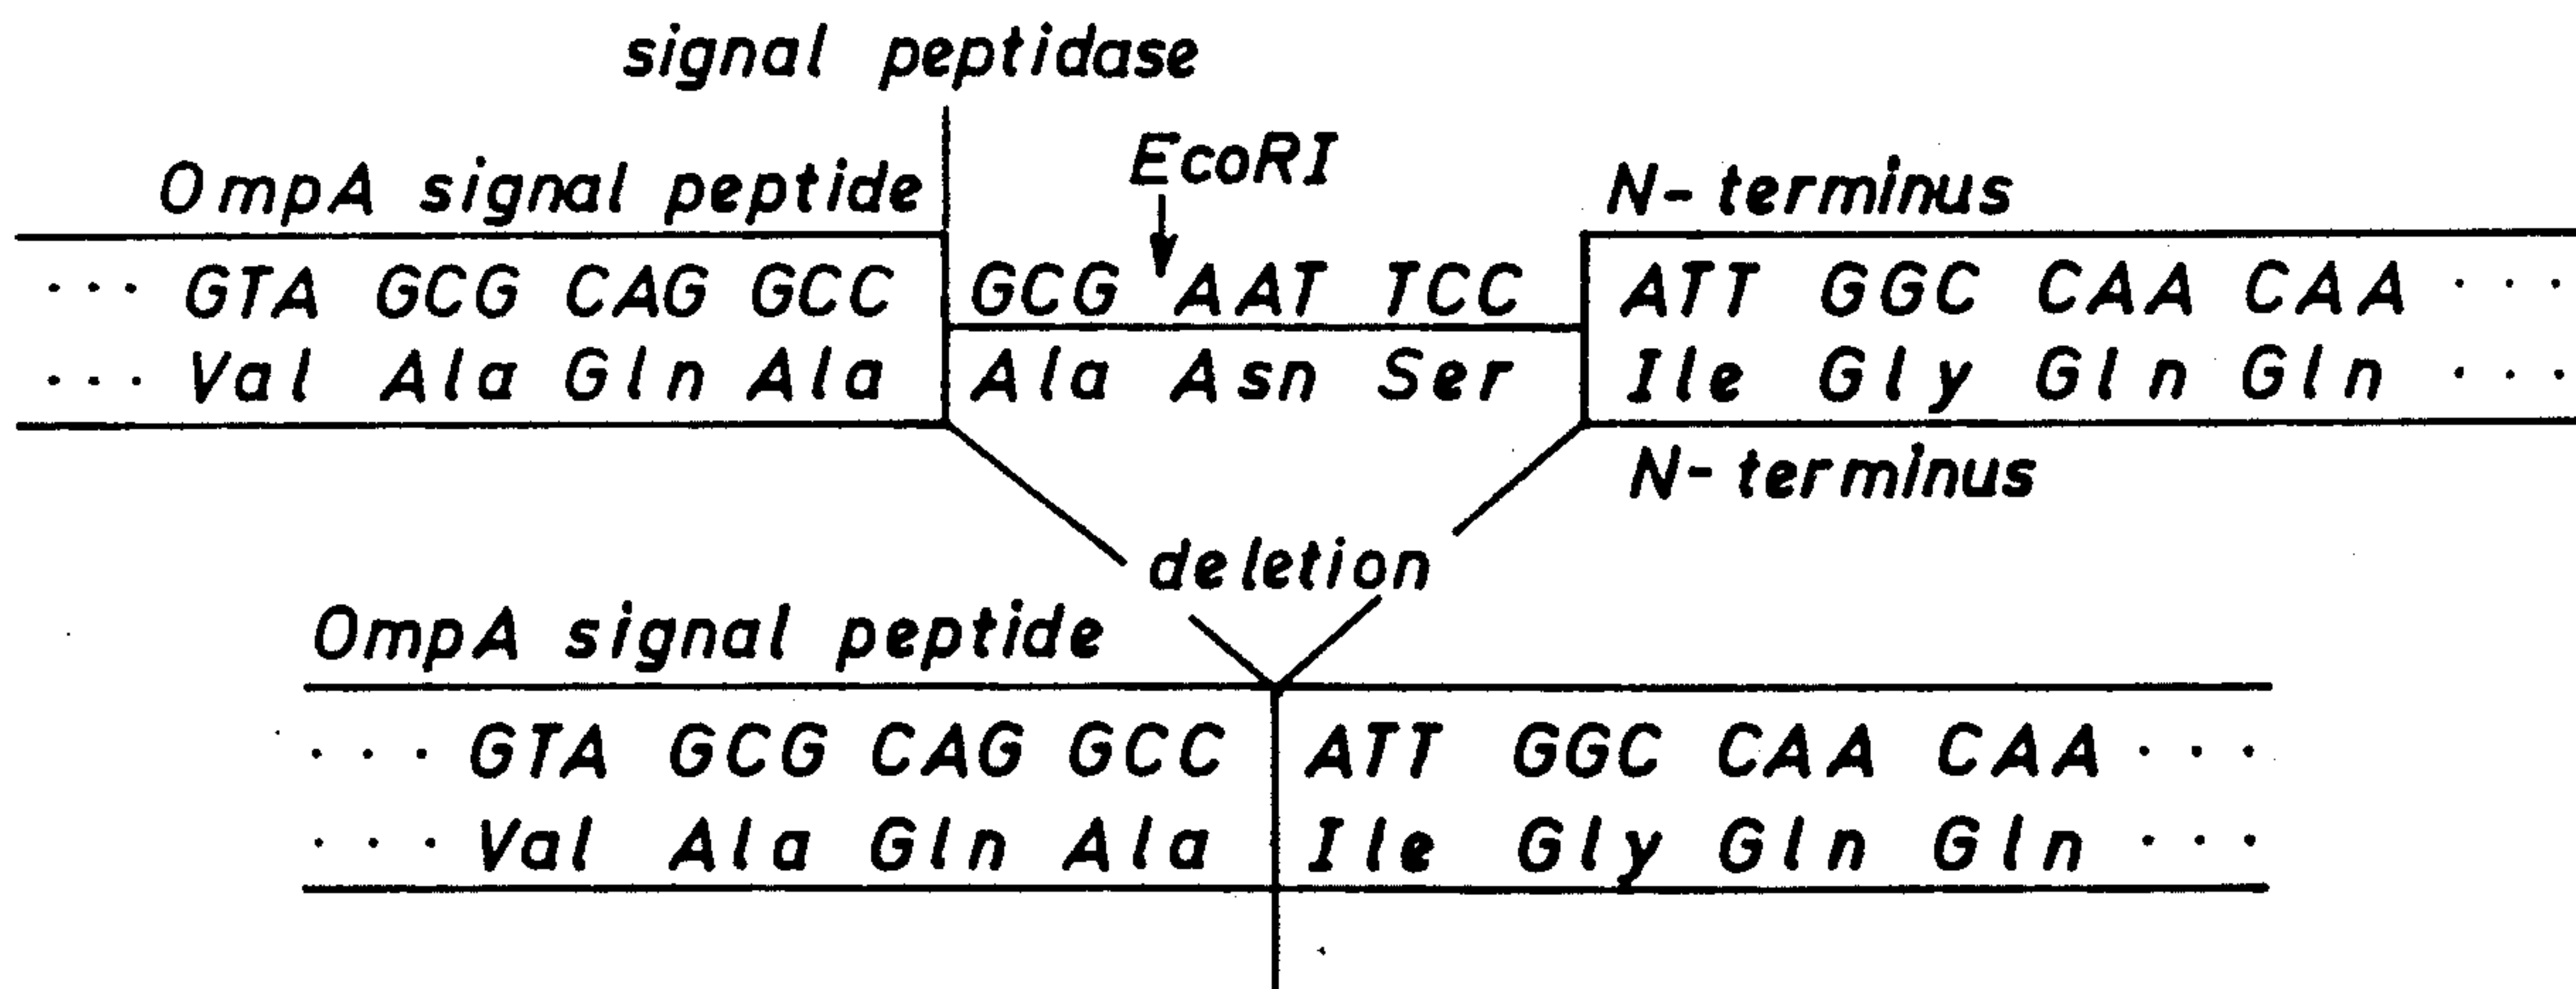 signal peptidase
EcoRI
OmpA signal peptide N-terminus
··· GTA GCG CAG GCC GCG AAT TCC ATT GGC CAA CAA ···
··· Val Ala Gln Ala Ala Asn Ser Ile Gly Gln Gln ···
N-terminus
deletion
OmpA signal peptide
··· GTA GCG CAG GCC ATT GGC CAA CAA ···
··· Val Ala Gln Ala Ile Gly Gln Gln ···